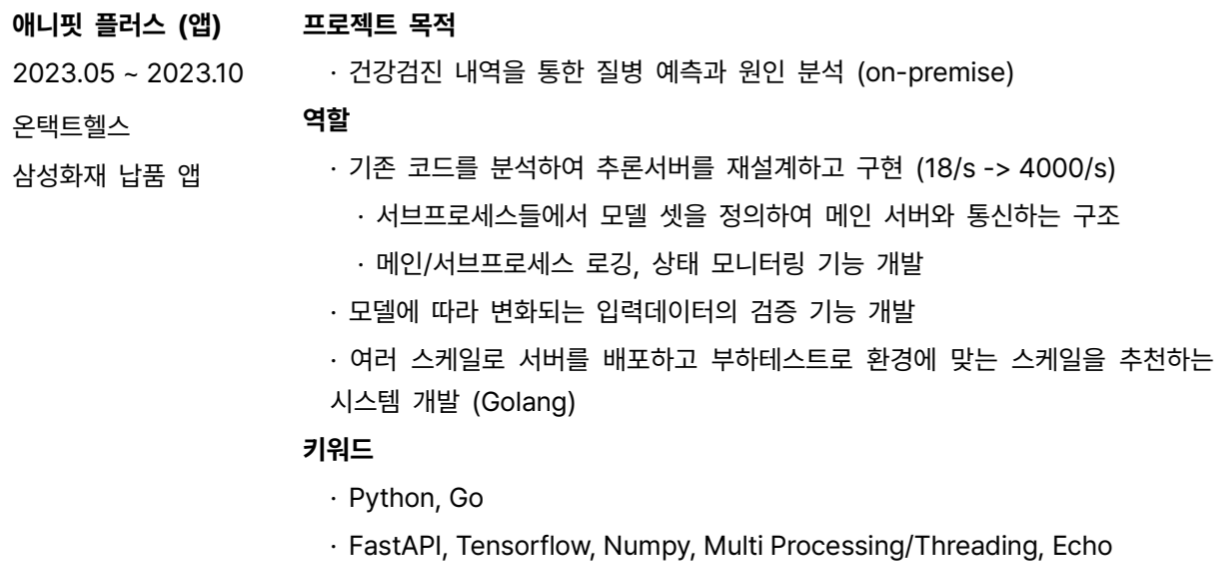 애니핏 플러스 (앱)
2023.05 ~ 2023.10
온택트헬스
삼성화재 납품 앱
프로젝트 목적
· 건강검진 내역을 통한 질병 예측과 원인 분석 (on-premise)
역할
· 기존 코드를 분석하여 추론서버를 재설계하고 구현 (18/s -> 4000/s)
· 서브프로세스들에서 모델 셋을 정의하여 메인 서버와 통신하는 구조
· 메인/서브프로세스 로깅, 상태 모니터링 기능 개발
· 모델에 따라 변화되는 입력데이터의 검증 기능 개발
· 여러 스케일로 서버를 배포하고 부하테스트로 환경에 맞는 스케일을 추천하는
시스템 개발 (Golang)
키워드
· Python, Go
· FastAPI, Tensorflow, Numpy, Multi Processing/Threading, Echo